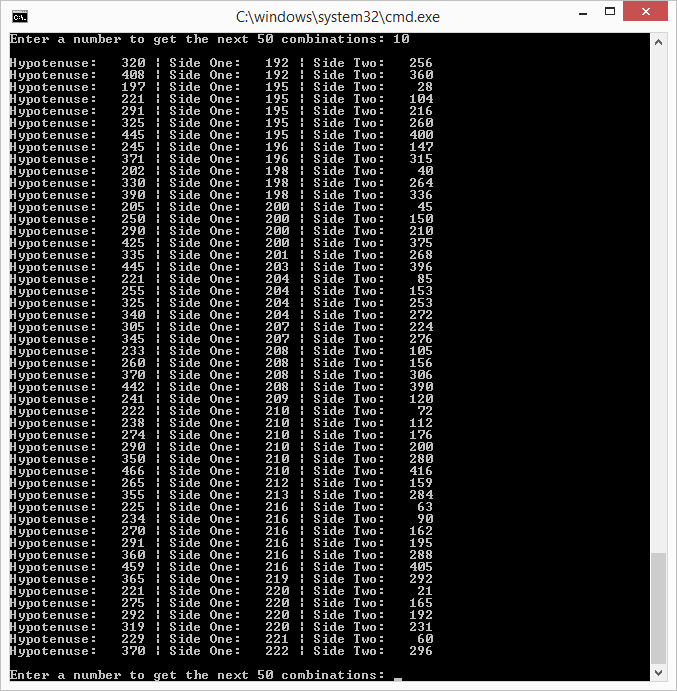 C:\windows\system32\cmd.exe
Enter a number to get the next 50 combinations: 10
Hypotenuse:   320 ¦ Side One:   192 ¦ Side Two:   256
Hypotenuse:   408 ¦ Side One:   192 ¦ Side Two:   360
Hypotenuse:   197 ¦ Side One:   195 ¦ Side Two:    28
Hypotenuse:   221 ¦ Side One:   195 ¦ Side Two:   104
Hypotenuse:   291 ¦ Side One:   195 ¦ Side Two:   216
Hypotenuse:   325 ¦ Side One:   195 ¦ Side Two:   260
Hypotenuse:   445 ¦ Side One:   195 ¦ Side Two:   400
Hypotenuse:   245 ¦ Side One:   196 ¦ Side Two:   147
Hypotenuse:   371 ¦ Side One:   196 ¦ Side Two:   315
Hypotenuse:   202 ¦ Side One:   198 ¦ Side Two:    40
Hypotenuse:   330 ¦ Side One:   198 ¦ Side Two:   264
Hypotenuse:   390 ¦ Side One:   198 ¦ Side Two:   336
Hypotenuse:   205 ¦ Side One:   200 ¦ Side Two:    45
Hypotenuse:   250 ¦ Side One:   200 ¦ Side Two:   150
Hypotenuse:   290 ¦ Side One:   200 ¦ Side Two:   210
Hypotenuse:   425 ¦ Side One:   200 ¦ Side Two:   375
Hypotenuse:   335 ¦ Side One:   201 ¦ Side Two:   268
Hypotenuse:   445 ¦ Side One:   203 ¦ Side Two:   396
Hypotenuse:   221 ¦ Side One:   204 ¦ Side Two:    85
Hypotenuse:   255 ¦ Side One:   204 ¦ Side Two:   153
Hypotenuse:   325 ¦ Side One:   204 ¦ Side Two:   253
Hypotenuse:   340 ¦ Side One:   204 ¦ Side Two:   272
Hypotenuse:   305 ¦ Side One:   207 ¦ Side Two:   224
Hypotenuse:   345 ¦ Side One:   207 ¦ Side Two:   276
Hypotenuse:   233 ¦ Side One:   208 ¦ Side Two:   105
Hypotenuse:   260 ¦ Side One:   208 ¦ Side Two:   156
Hypotenuse:   370 ¦ Side One:   208 ¦ Side Two:   306
Hypotenuse:   442 ¦ Side One:   208 ¦ Side Two:   390
Hypotenuse:   241 ¦ Side One:   209 ¦ Side Two:   120
Hypotenuse:   222 ¦ Side One:   210 ¦ Side Two:    72
Hypotenuse:   238 ¦ Side One:   210 ¦ Side Two:   112
Hypotenuse:   274 ¦ Side One:   210 ¦ Side Two:   176
Hypotenuse:   290 ¦ Side One:   210 ¦ Side Two:   200
Hypotenuse:   350 ¦ Side One:   210 ¦ Side Two:   280
Hypotenuse:   466 ¦ Side One:   210 ¦ Side Two:   416
Hypotenuse:   265 ¦ Side One:   212 ¦ Side Two:   159
Hypotenuse:   355 ¦ Side One:   213 ¦ Side Two:   284
Hypotenuse:   225 ¦ Side One:   216 ¦ Side Two:    63
Hypotenuse:   234 ¦ Side One:   216 ¦ Side Two:    90
Hypotenuse:   270 ¦ Side One:   216 ¦ Side Two:   162
Hypotenuse:   291 ¦ Side One:   216 ¦ Side Two:   195
Hypotenuse:   360 ¦ Side One:   216 ¦ Side Two:   288
Hypotenuse:   459 ¦ Side One:   216 ¦ Side Two:   405
Hypotenuse:   365 ¦ Side One:   219 ¦ Side Two:   292
Hypotenuse:   221 ¦ Side One:   220 ¦ Side Two:    21
Hypotenuse:   275 ¦ Side One:   220 ¦ Side Two:   165
Hypotenuse:   292 ¦ Side One:   220 ¦ Side Two:   192
Hypotenuse:   319 ¦ Side One:   220 ¦ Side Two:   231
Hypotenuse:   229 ¦ Side One:   221 ¦ Side Two:    60
Hypotenuse:   370 ¦ Side One:   222 ¦ Side Two:   296
Enter a number to get the next 50 combinations: